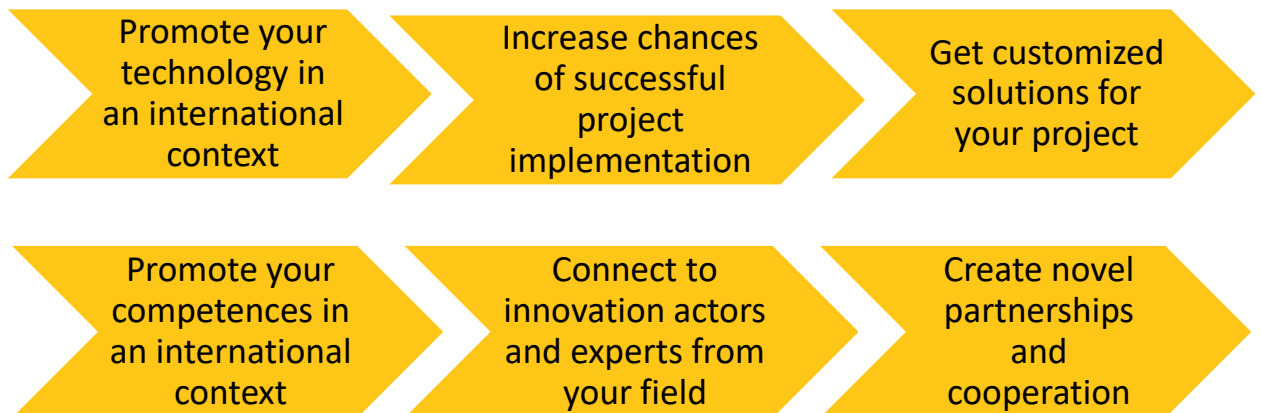 Promote your
technology in
an international
context
Increase chances
of successful
project
implementation
Get customized
solutions for
your project
Promote your
competences in
an international
context
Connect to
innovation actors
and experts from
your field
Create novel
partnerships
and
cooperation